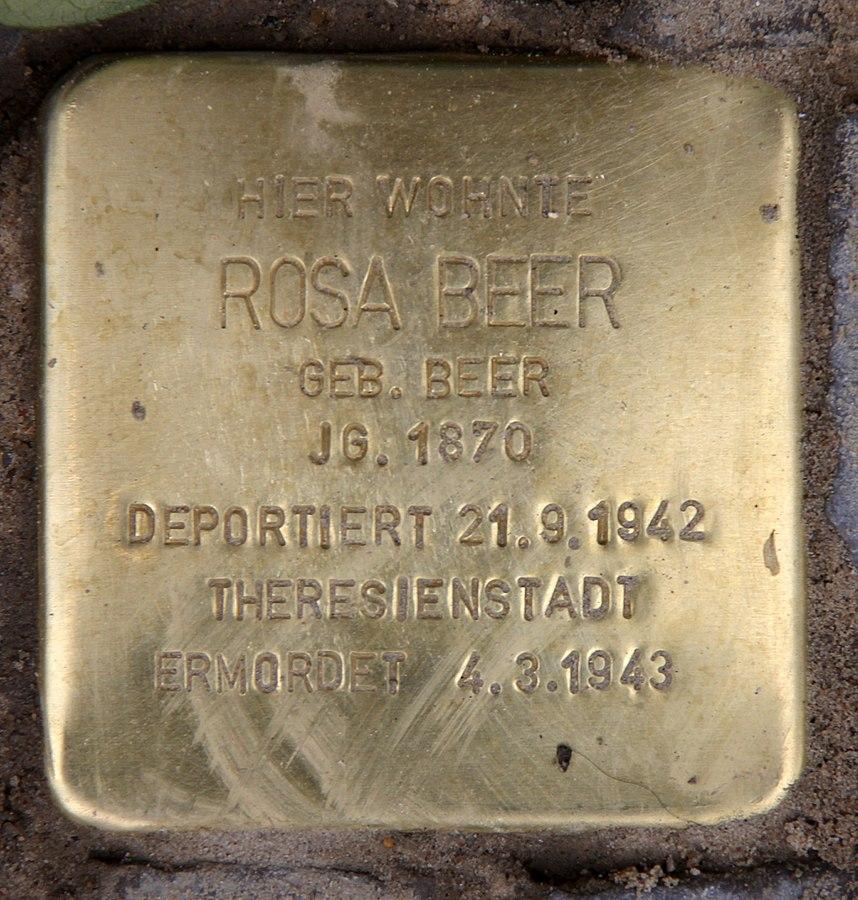 HIER WOHNTE
ROSA BEER
GEB. BEER
JG. 1870
DEPORTIERT 21.9.1942
THERESIENSTADT
ERMORDET 4.3.1943